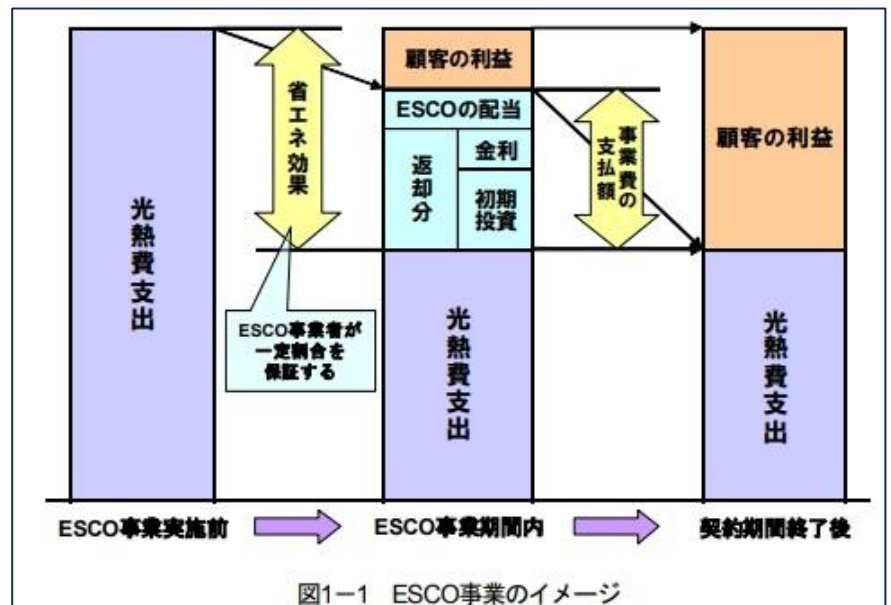 光熱費支出
省エネ効果
ESCO事業者が
一定割合を
保証する
顧客の利益
ESCOの配当
返却分
金利
初期
投資
光熱費支出
事業費の
支払額
顧客の利益
光熱費支出
ESCO事業実施前
ESCO事業期間内
契約期間終了後
図1－1 ESCO事業のイメージ